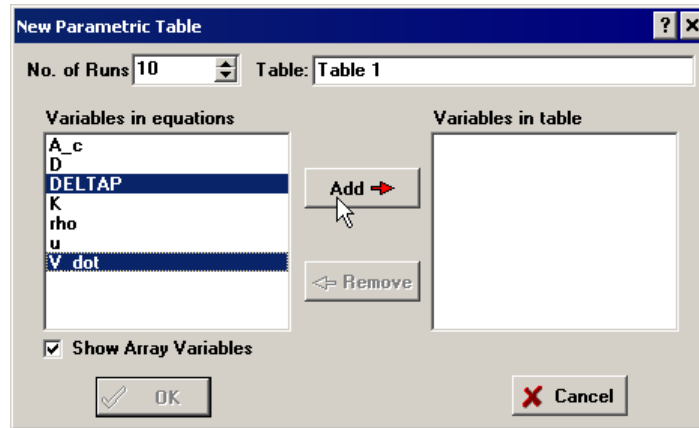 New Parametric Table
No. of Runs 10 Table: Table 1
Variables in equations Variables in table
A_c
D
DELTAP
K
rho
u
V_dot
Add
Remove
Show Array Variables
OK Cancel